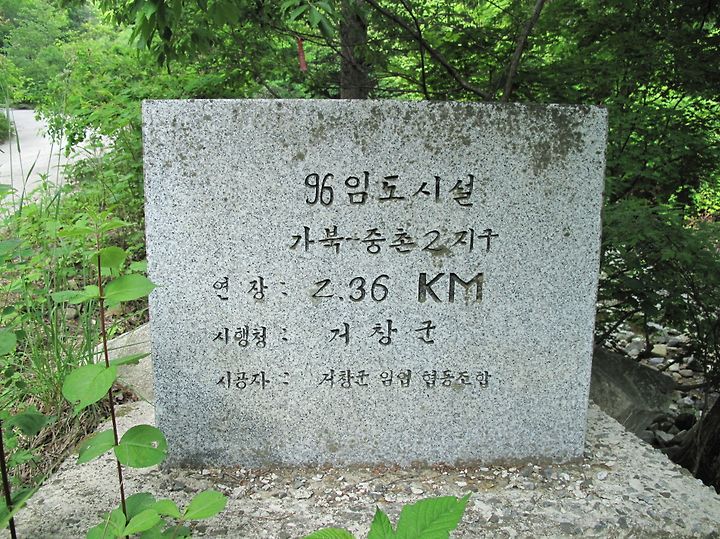 96 임도시설
가북-중촌2지구
연장: 2.36 KM
시행청: 거창군
시공자: 거창군 임업 협동조합